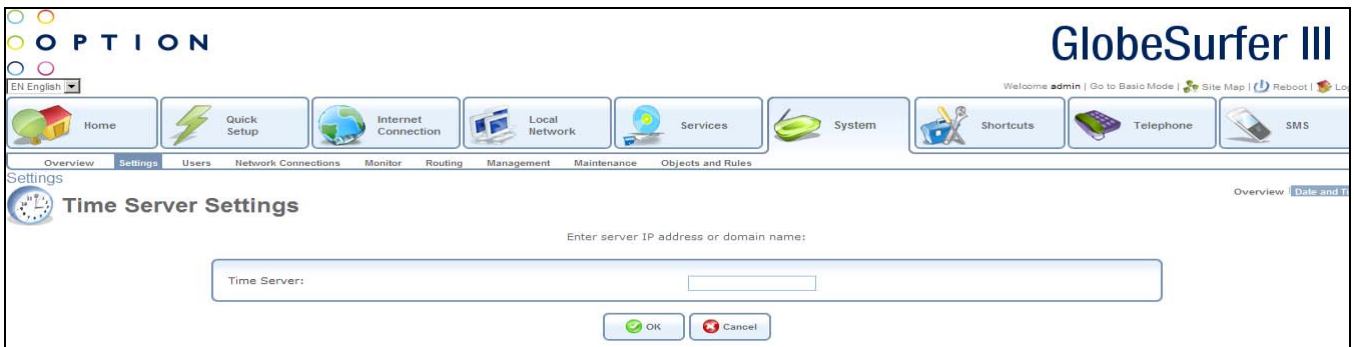 OPTION
GlobeSurfer III
EN English
Welcome admin | Go to Basic Mode | Site Map | Reboot |
Home
Quick Setup
Internet Connection
Local Network
Services
System
Shortcuts
Telephone
SMS
Overview Settings Users Network Connections Monitor Routing Management Maintenance Objects and Rules
Settings
Overview | Date and
Time Server Settings
Enter server IP address or domain name:
Time Server:
OK Cancel